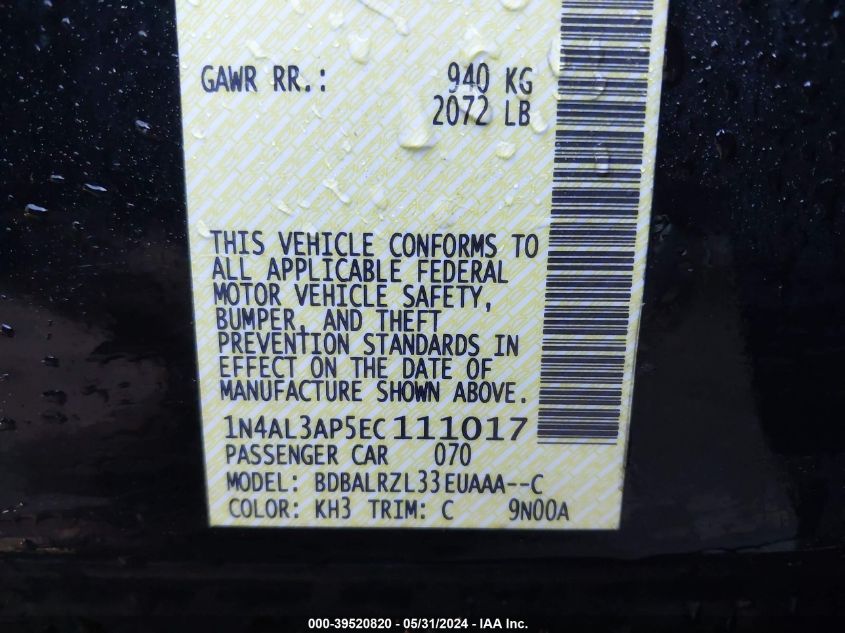 GAWR RR.: 940 KG
2072 LB
THIS VEHICLE CONFORMS TO
ALL APPLICABLE FEDERAL
MOTOR VEHICLE SAFETY,
BUMPER, AND THEFT
PREVENTION STANDARDS IN
EFFECT ON THE DATE OF
MANUFACTURE SHOWN ABOVE.
1N4AL3AP5EC111017
PASSENGER CAR 070
MODEL: BDBALRZL33EUAAA--C
COLOR: KH3 TRIM: C 9N00A
000-39520820 - 05/31/2024 - IAA Inc.